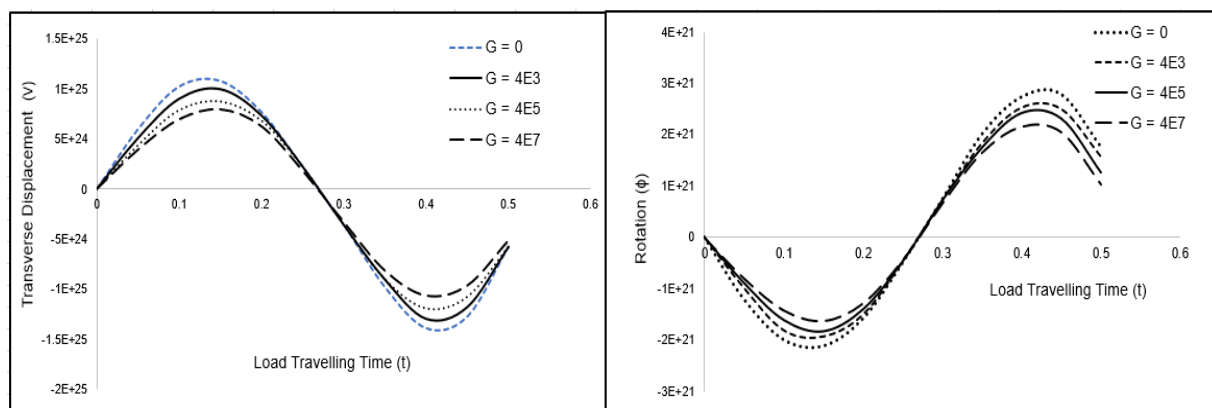 1.5E+25
1E+25
5E+24
0
-5E+24
-1E+25
-1.5E+25
-2E+25
Transverse Displacement (V)
0 0.1 0.2 0.3 0.4 0.5 0.6
Load Travelling Time (t)
G = 0
G = 4E3
G = 4E5
G = 4E7
4E+21
3E+21
2E+21
1E+21
0
-1E+21
-2E+21
-3E+21
Rotation (ϕ)
0 0.1 0.2 0.3 0.4 0.5 0.6
Load Travelling Time (t)
G = 0
G = 4E3
G = 4E5
G = 4E7